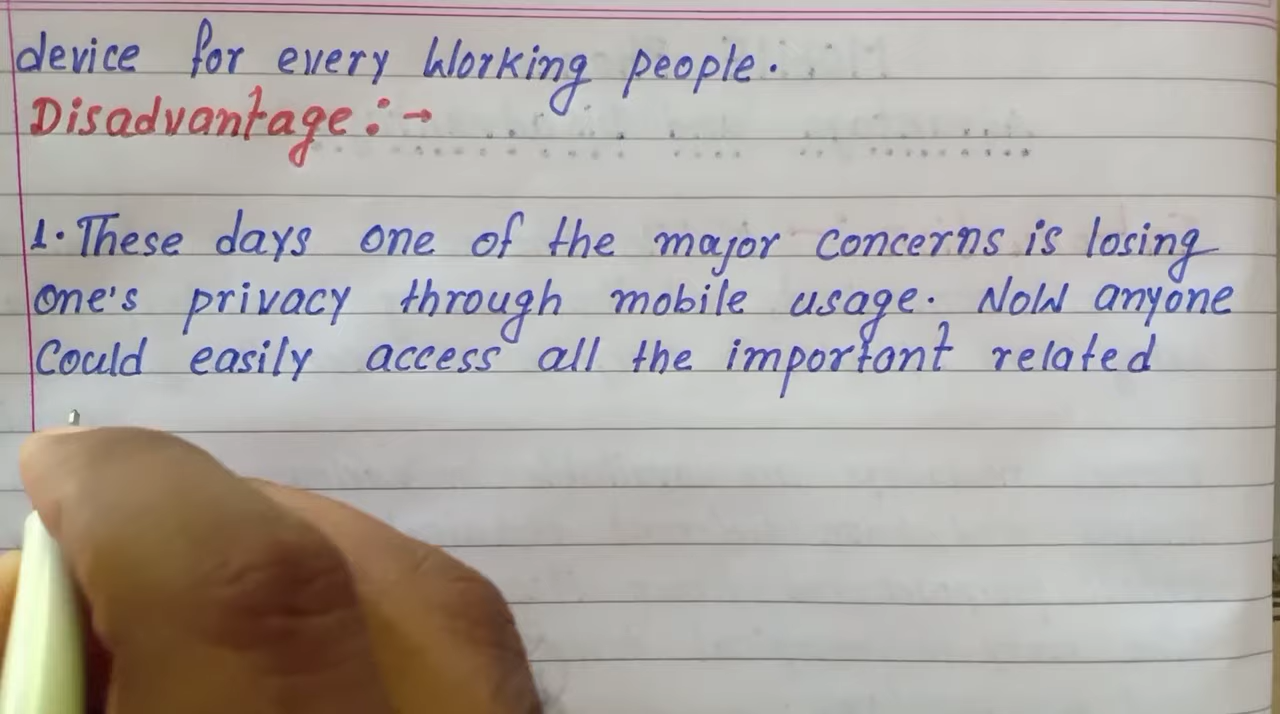 device for every working people.
Disadvantage:→
1. These days one of the major concerns is losing
one's privacy through mobile usage. Now anyone
Could easily access all the important related